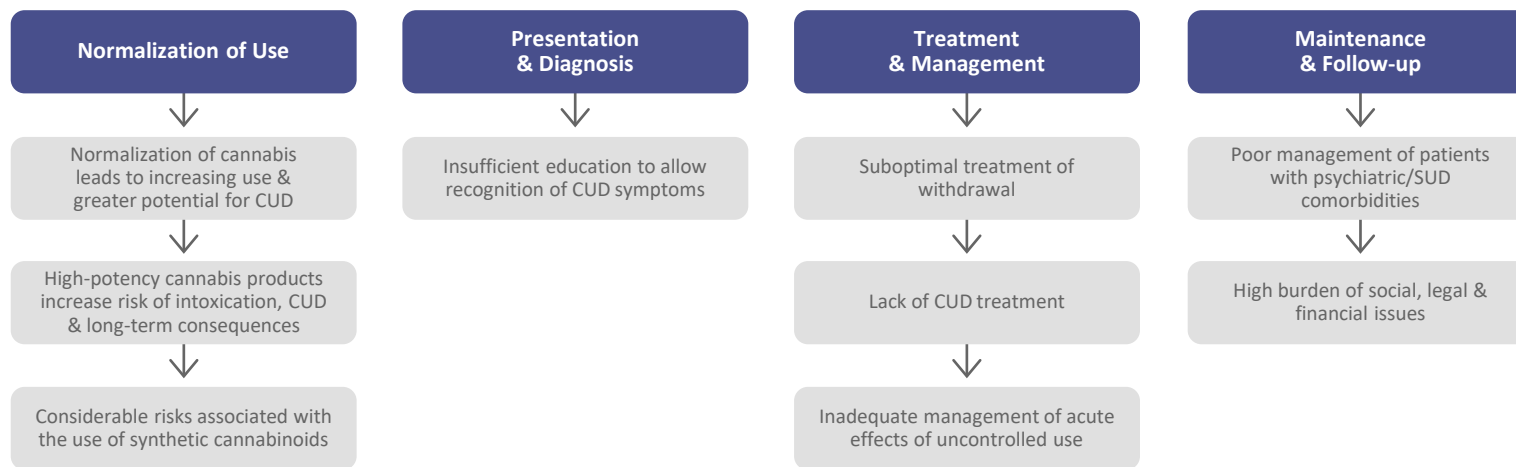 Normalization of Use
Normalization of cannabis
leads to increasing use &
greater potential for CUD
High-potency cannabis products
increase risk of intoxication, CUD
& long-term consequences
Considerable risks associated with
the use of synthetic cannabinoids
Presentation
& Diagnosis
Insufficient education to allow
recognition of CUD symptoms
Treatment
& Management
Suboptimal treatment of
withdrawal
Lack of CUD treatment
Inadequate management of acute
effects of uncontrolled use
Maintenance
& Follow-up
Poor management of patients
with psychiatric/SUD
comorbidities
High burden of social, legal &
financial issues